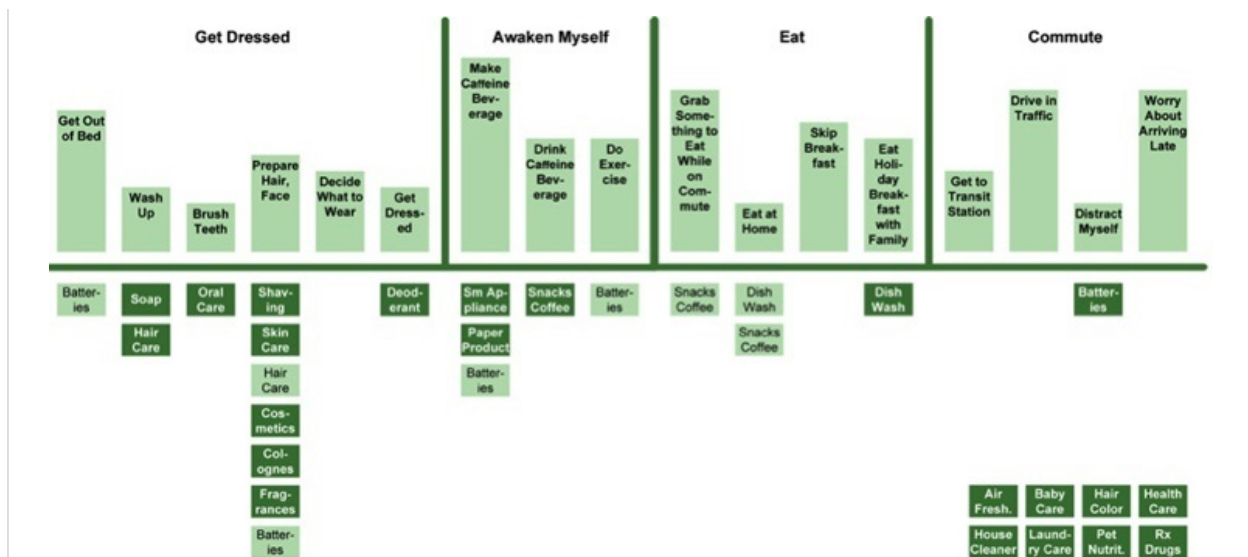 Get Dressed
Awaken Myself
Eat
Commute
Get Out
of Bed
Wash
Up
Brush
Teeth
Prepare
Hair,
Face
Decide
What to
Wear
Get
Dress-
ed
Make
Caffeine
Bev-
erage
Drink
Caffeine
Bev-
erage
Do
Exer-
cise
Grab
Some-
thing to
Eat
While
on
Com-
mute
Eat at
Home
Skip
Break-
fast
Eat
Holi-
day
Break-
fast
with
Family
Get to
Transit
Station
Drive in
Traffic
Distract
Myself
Worry
About
Arriving
Late
Batter-
ies
Soap
Hair
Care
Oral
Care
Shav-
ing
Skin
Care
Hair
Care
Cos-
metics
Col-
ognes
Frag-
rances
Batter-
ies
Deod-
erant
Sm Ap-
pliance
Paper
Product
Batter-
ies
Snacks
Coffee
Batter-
ies
Snacks
Coffee
Dish
Wash
Snacks
Coffee
Dish
Wash
Batter-
ies
Air
Fresh.
Baby
Care
Hair
Color
Health
Care
House
Cleaner
Laund-
ry Care
Pet
Nutrit.
Rx
Drugs